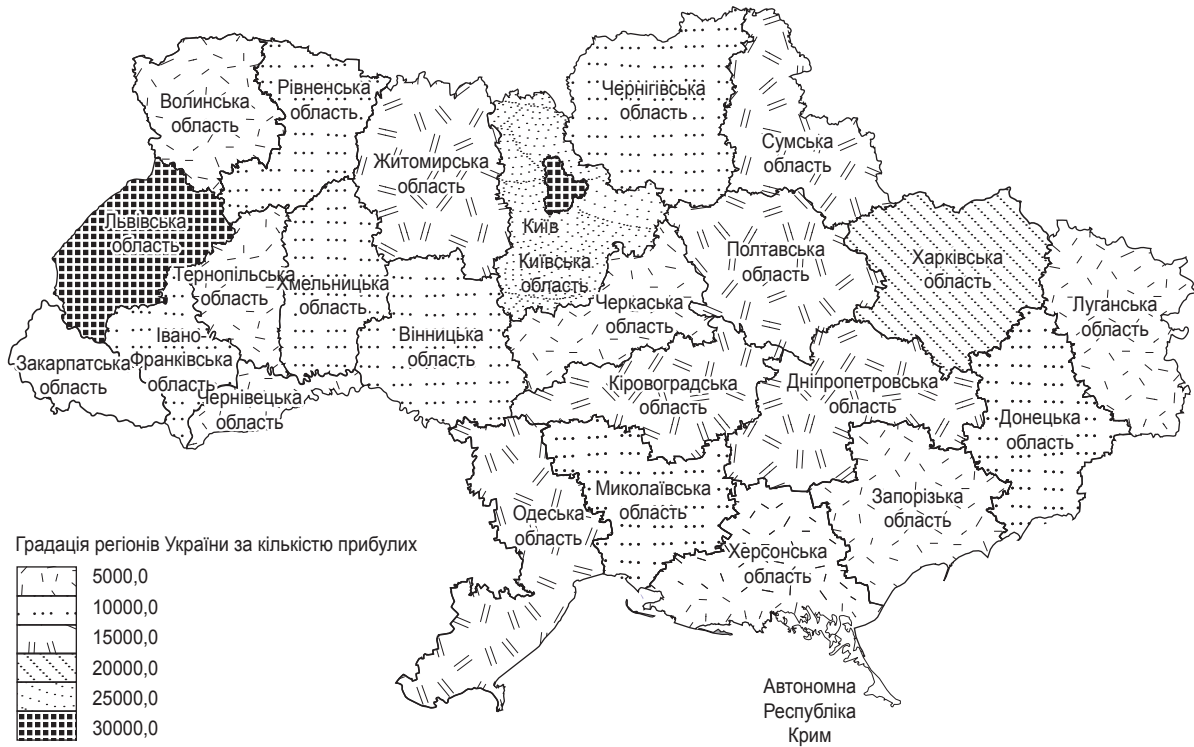 Волинська
область
Рівненська
область
Житомирська
область
Чернігівська
область
Сумська
область
Львівська
область
Тернопільська
область
Хмельницька
область
Київ
Київська
область
Полтавська
область
Харківська
область
Луганська
область
Черкаська
область
Вінницька
область
Закарпатська
область
Івано-
Франківська
область
Чернівецька
область
Кіровоградська
область
Дніпропетровська
область
Донецька
область
Миколаївська
область
Одеська
область
Запорізька
область
Херсонська
область
Автономна
Республіка
Крим
Градація регіонів України за кількістю прибулих
5000,0
10000,0
15000,0
20000,0
25000,0
30000,0